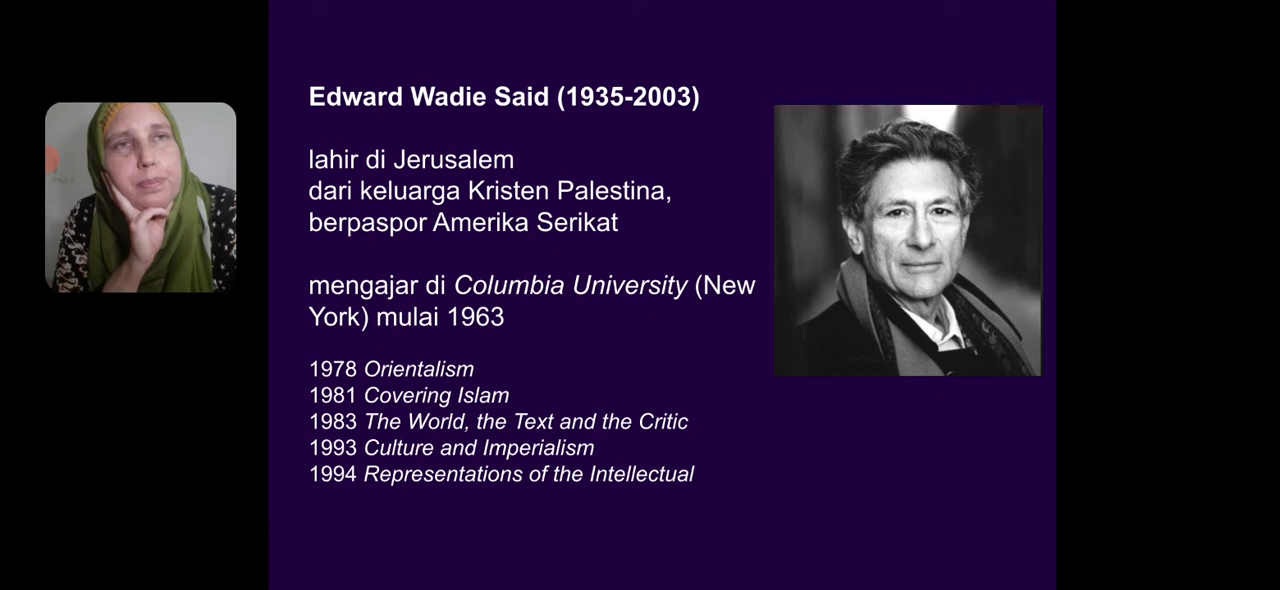 Edward Wadie Said (1935-2003)
lahir di Jerusalem
dari keluarga Kristen Palestina,
berpaspor Amerika Serikat
mengajar di Columbia University (New
York) mulai 1963
1978 Orientalism
1981 Covering Islam
1983 The World, the Text and the Critic
1993 Culture and Imperialism
1994 Representations of the Intellectual